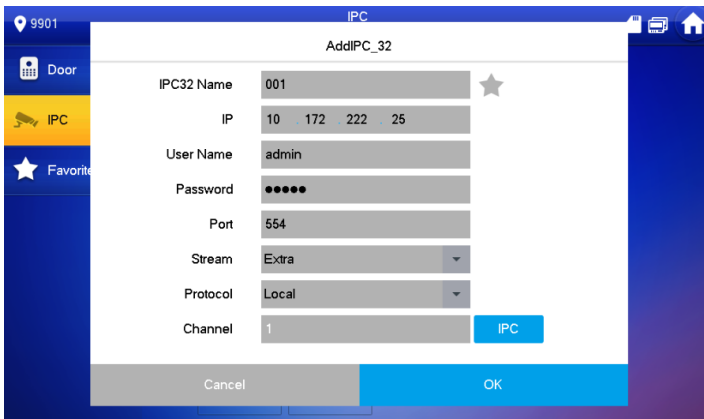 IPC
9901
AddIPC_32
Door
IPC
Favorite
IPC32 Name 001
IP 10 . 172 . 222 . 25
User Name admin
Password ●●●●●
Port 554
Stream Extra
Protocol Local
Channel 1 IPC
Cancel OK